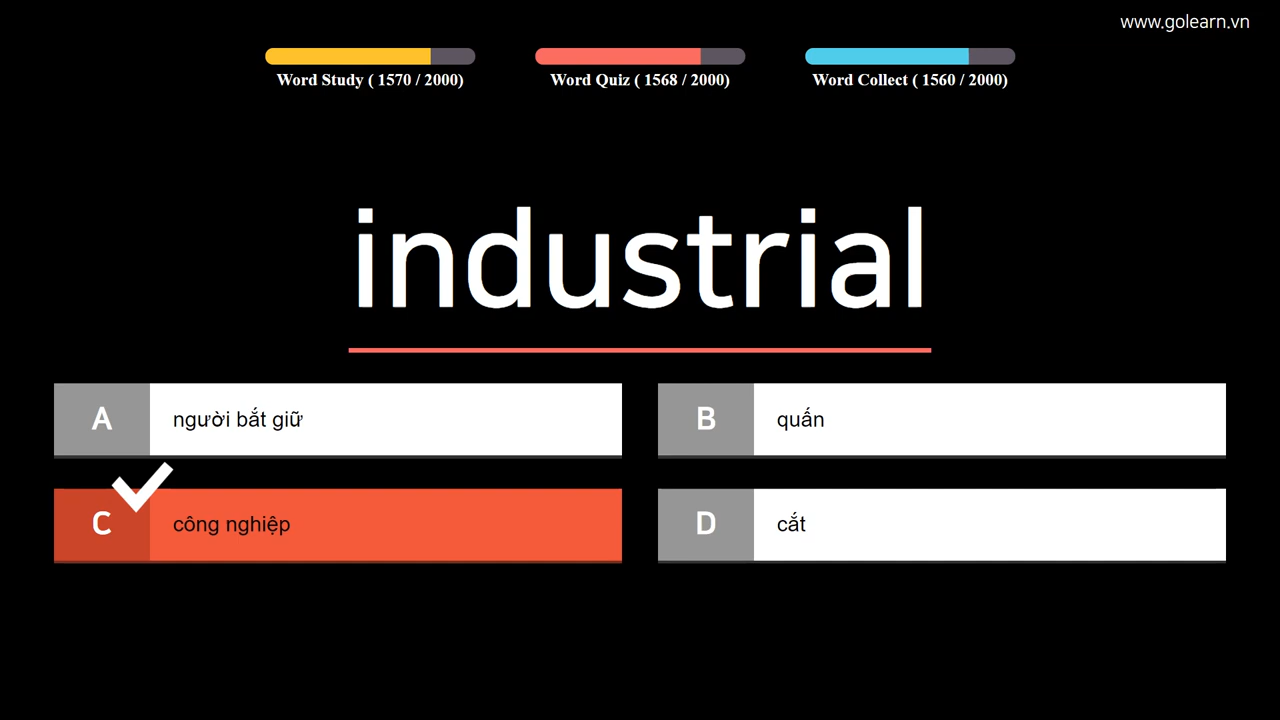 www.golearn.vn
Word Study ( 1570 / 2000)
Word Quiz ( 1568 / 2000)
Word Collect ( 1560 / 2000)
industrial
A người bắt giữ
B quấn
C công nghiệp
D cắt